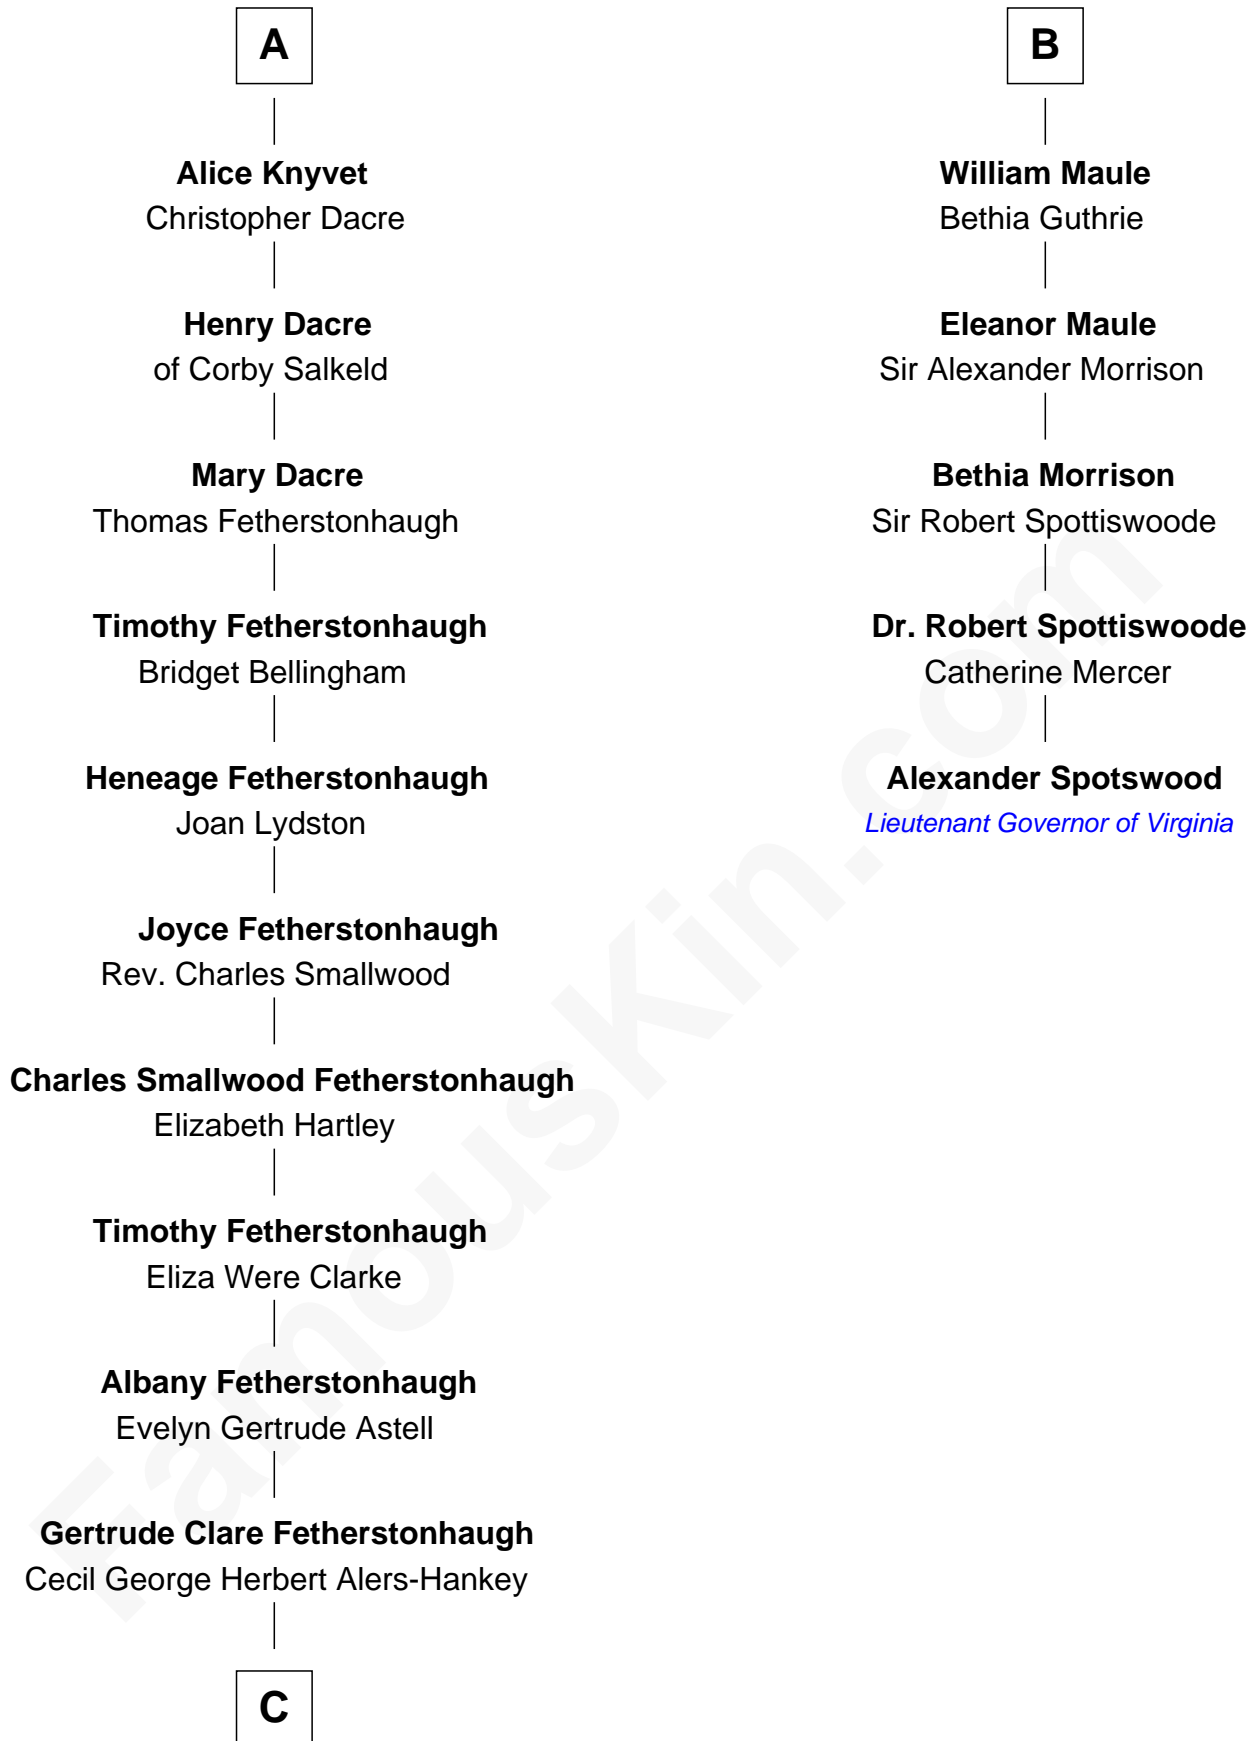 A
Alice Knyvet
Christopher Dacre
Henry Dacre
of Corby Salkeld
Mary Dacre
Thomas Fetherstonhaugh
Timothy Fetherstonhaugh
Bridget Bellingham
Heneage Fetherstonhaugh
Joan Lydston
Joyce Fetherstonhaugh
Rev. Charles Smallwood
Charles Smallwood Fetherstonhaugh
Elizabeth Hartley
Timothy Fetherstonhaugh
Eliza Were Clarke
Albany Fetherstonhaugh
Evelyn Gertrude Astell
Gertrude Clare Fetherstonhaugh
Cecil George Herbert Alers-Hankey
C
B
William Maule
Bethia Guthrie
Eleanor Maule
Sir Alexander Morrison
Bethia Morrison
Sir Robert Spottiswoode
Dr. Robert Spottiswoode
Catherine Mercer
Alexander Spotswood
Lieutenant Governor of Virginia
FamousKin.com